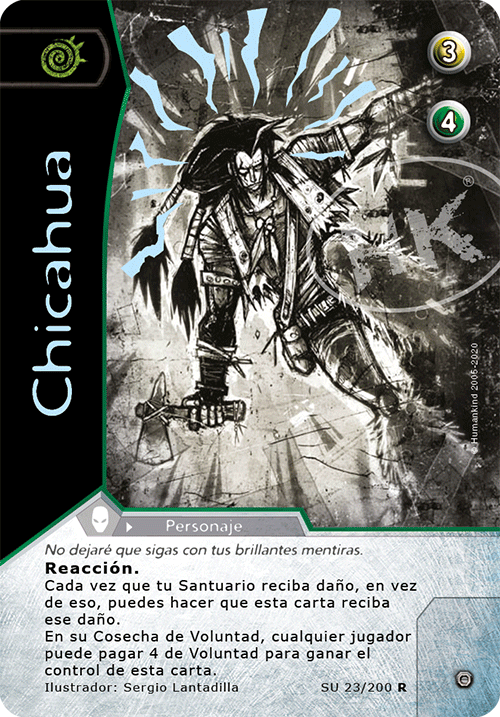 3
4
Chicahua
HK®
© Humankind 2005-2020
Personaje
No dejaré que sigas con tus brillantes mentiras.
Reacción.
Cada vez que tu Santuario reciba daño, en vez
de eso, puedes hacer que esta carta reciba
ese daño.
En su Cosecha de Voluntad, cualquier jugador
puede pagar 4 de Voluntad para ganar el
control de esta carta.
Ilustrador: Sergio Lantadilla SU 23/200 R